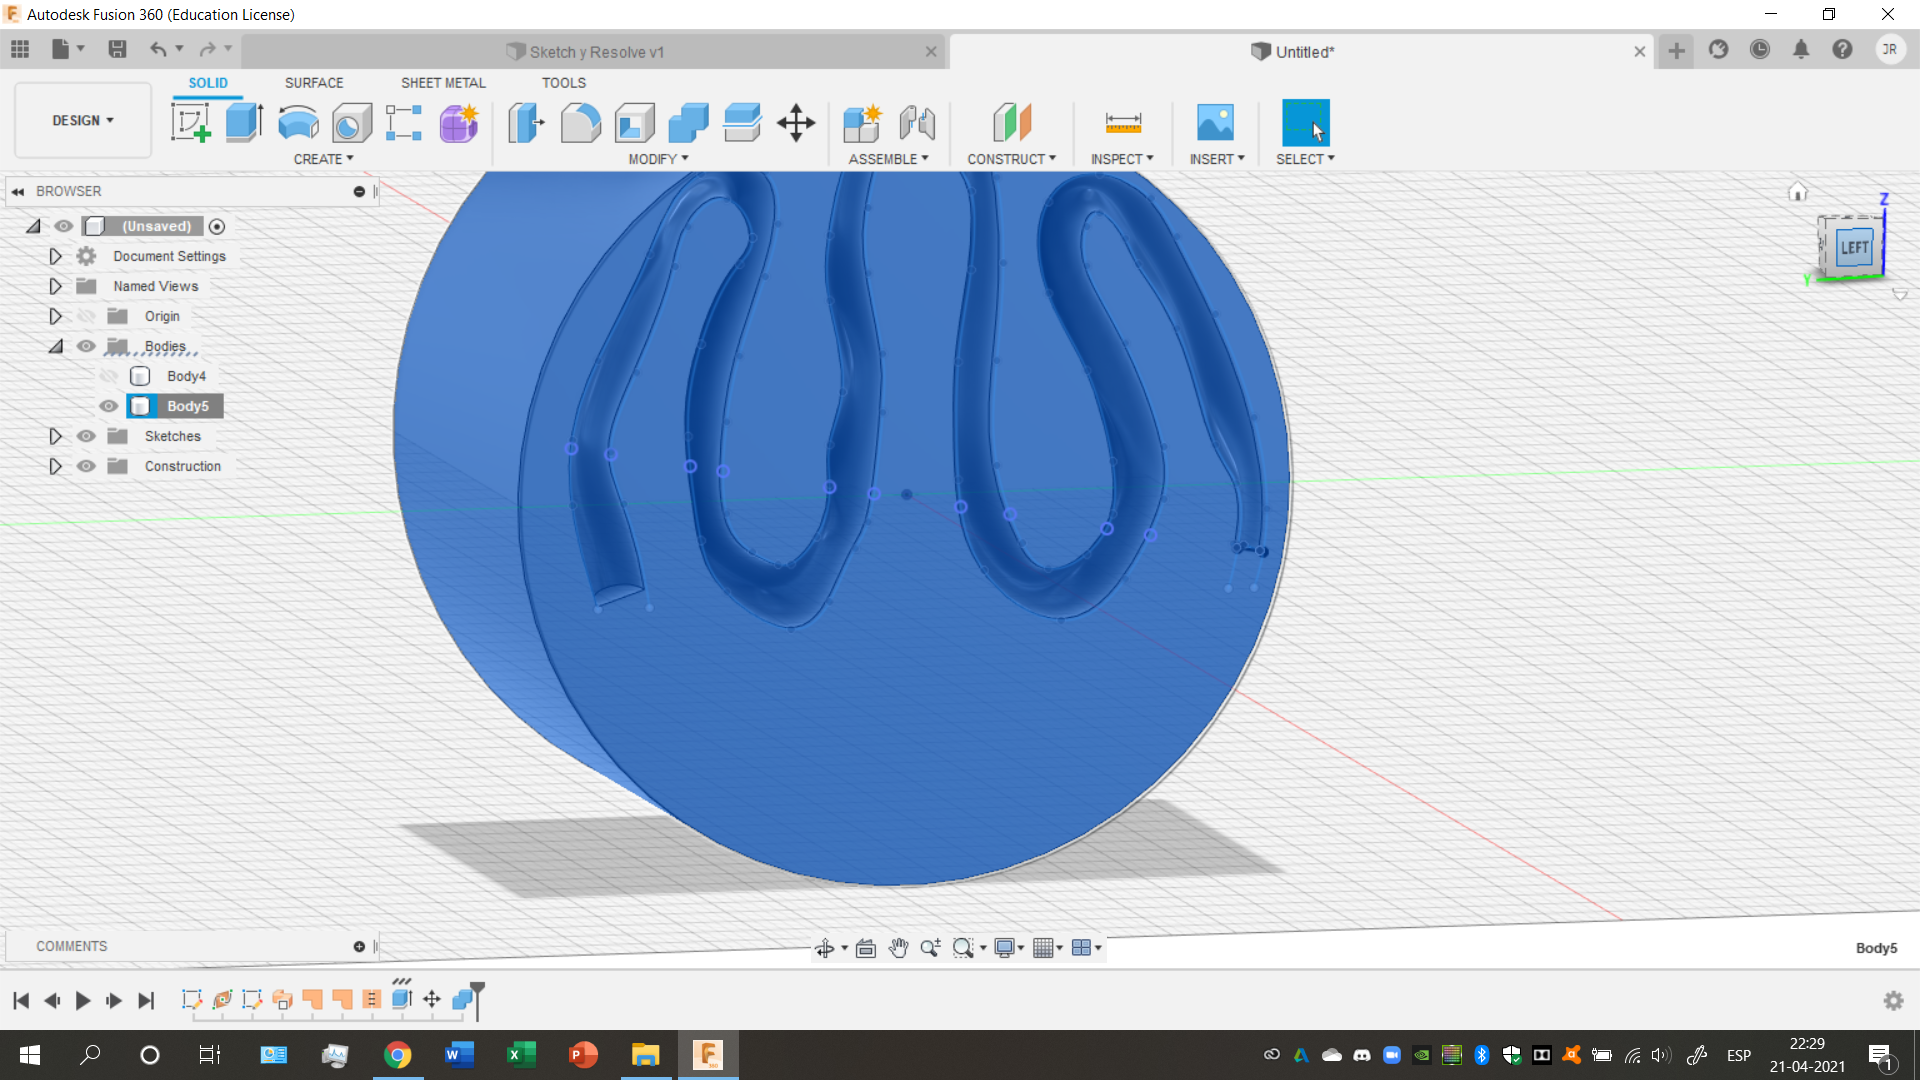 Autodesk Fusion 360 (Education License)
Sketch y Resolve v1
Untitled*
JR
DESIGN
SOLID
SURFACE
SHEET METAL
TOOLS
CREATE
MODIFY
ASSEMBLE
CONSTRUCT
INSPECT
INSERT
SELECT
BROWSER
(Unsaved)
Document Settings
Named Views
Origin
Bodies
Body4
Body5
Sketches
Construction
Z
LEFT
Y
COMMENTS
Body5
ESP
22:29
21-04-2021
1